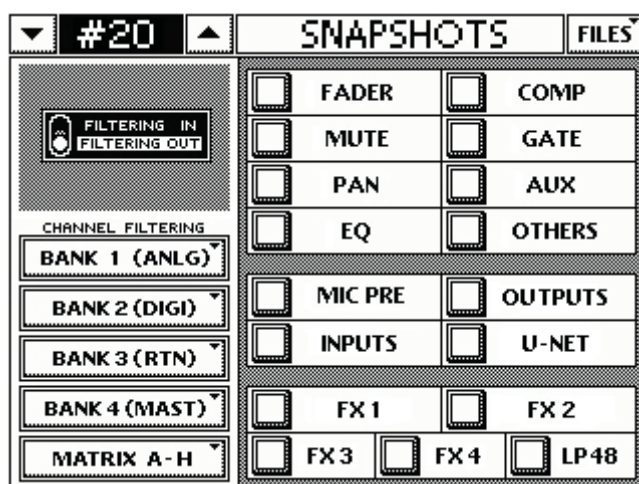 #20 SNAPSHOTS FILES
FILTERING IN
FILTERING OUT
CHANNEL FILTERING
BANK 1 (ANLG)
BANK 2 (DIGI)
BANK 3 (RTN)
BANK 4 (MAST)
MATRIX A-H
FADER COMP
MUTE GATE
PAN AUX
EQ OTHERS
MIC PRE OUTPUTS
INPUTS U-NET
FX 1 FX 2
FX 3 FX 4 LP48